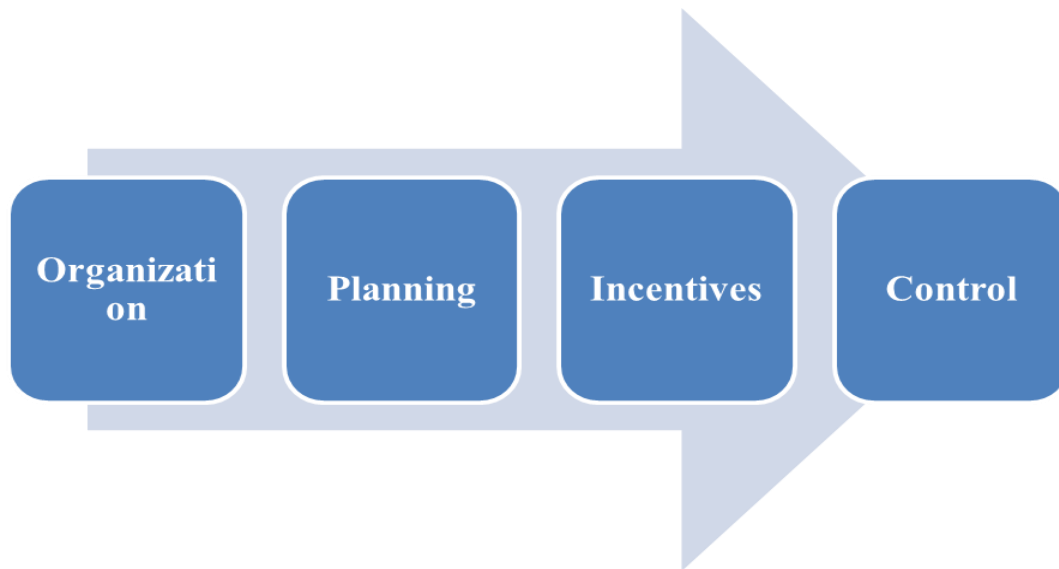 Organizati
on
Planning
Incentives
Control